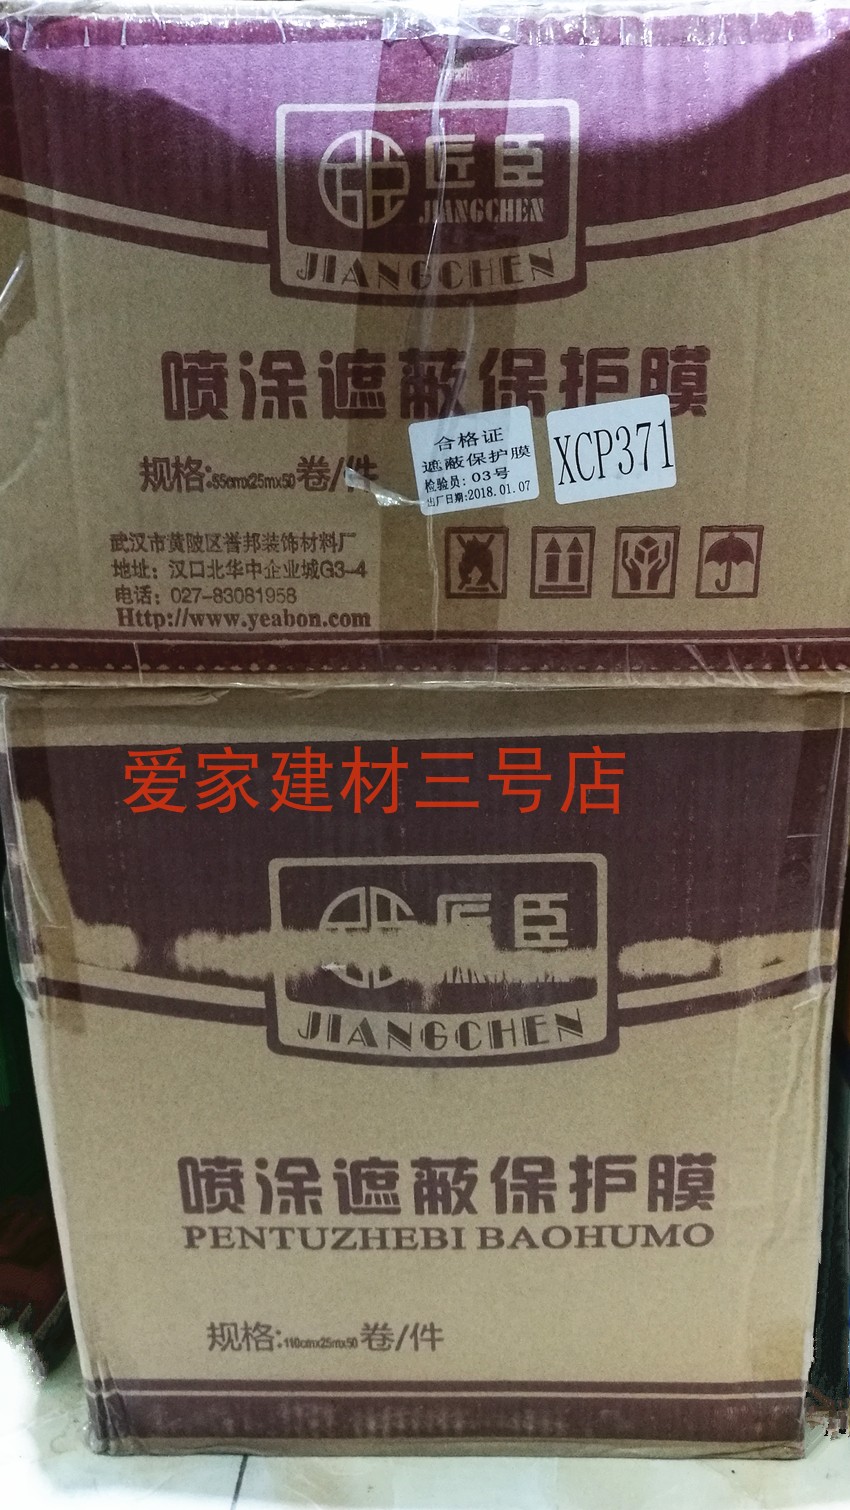 匠臣
JIANGCHEN
JIANGCHEN
喷涂遮蔽保护膜
规格:55cmx25mx50卷/件
合格证
遮蔽保护膜
检验员:03号
出厂日期:2018.01.07
XCP371
武汉市黄陂区誉邦装饰材料厂
地址:汉口北华中企业城G3-4
电话:027-83081958
Http://www.yeabon.com
爱家建材三号店
匠臣
JIANGCHEN
JIANGCHEN
喷涂遮蔽保护膜
PENTUZHEBI BAOHUMO
规格:110cmx25mx50卷/件